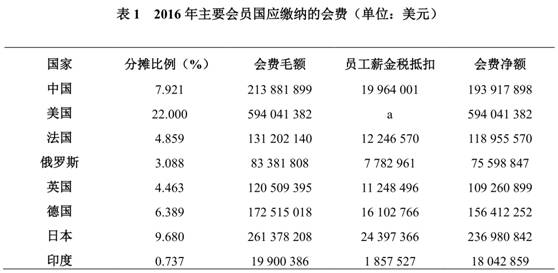 表 1 2016 年主要会员国应缴纳的会费（单位：美元）
国家 分摊比例（%） 会费毛额 员工薪金税抵扣 会费净额
中国 7.921 213 881 899 19 964 001 193 917 898
美国 22.000 594 041 382 a 594 041 382
法国 4.859 131 202 140 12 246 570 118 955 570
俄罗斯 3.088 83 381 808 7 782 961 75 598 847
英国 4.463 120 509 395 11 248 496 109 260 899
德国 6.389 172 515 018 16 102 766 156 412 252
日本 9.680 261 378 208 24 397 366 236 980 842
印度 0.737 19 900 386 1 857 527 18 042 859